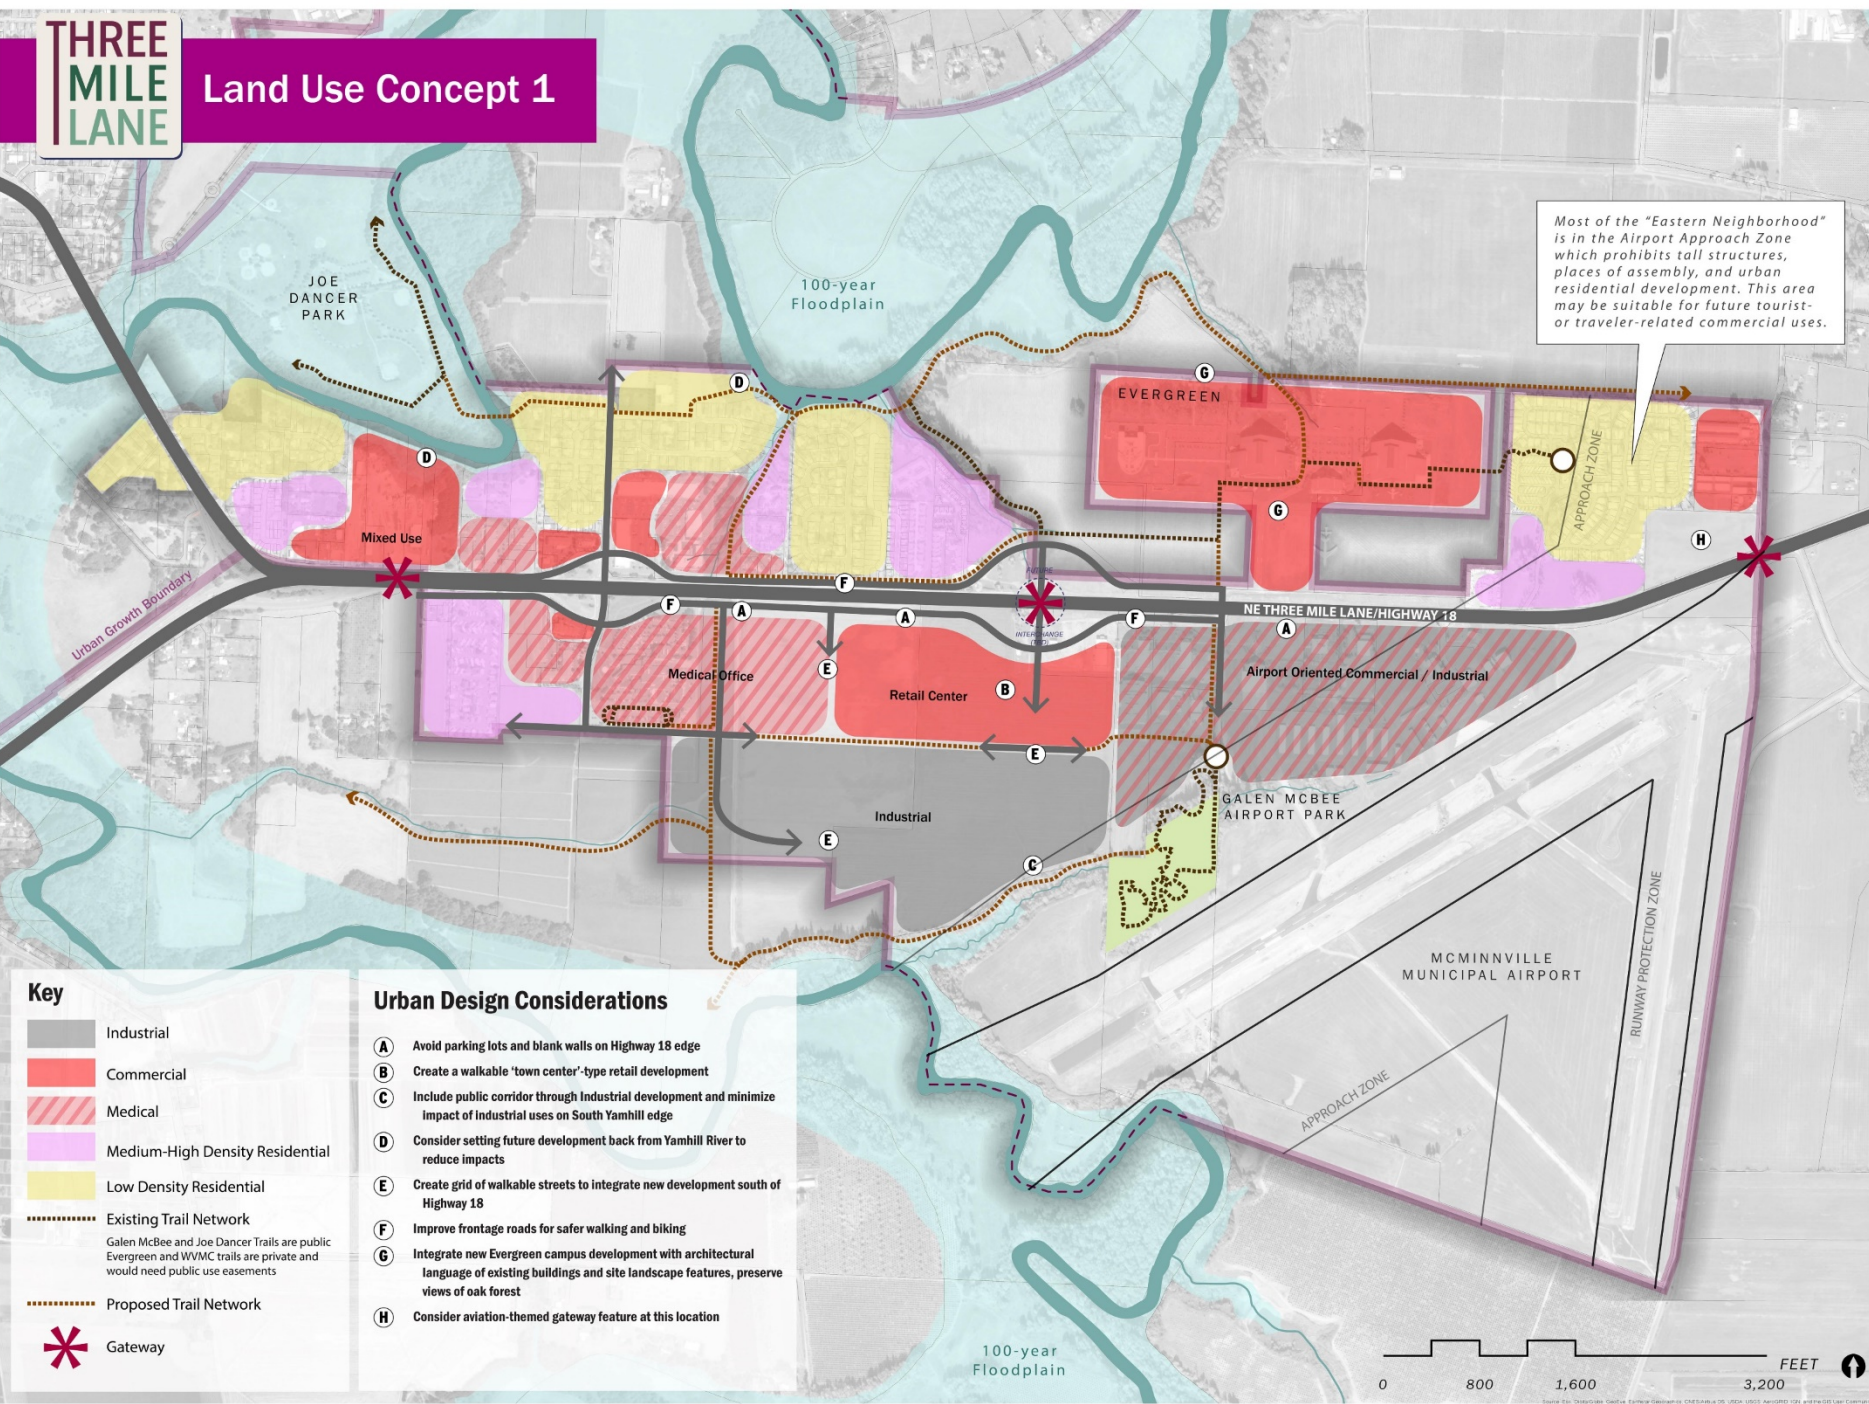 THREE
MILE
LANE
Land Use Concept 1
Most of the "Eastern Neighborhood"
is in the Airport Approach Zone
which prohibits tall structures,
places of assembly, and urban
residential development. This area
may be suitable for future tourist-
or traveler-related commercial uses.
JOE
DANCER
PARK
100-year
Floodplain
D
G
EVERGREEN
D
G
APPROACH ZONE
H
Mixed Use
Urban Growth Boundary
F
FUTURE
INTERCHANGE
F
A
A
F
NE THREE MILE LANE/HIGHWAY 18
A
E
Medical Office
Retail Center
B
Airport Oriented Commercial / Industrial
E
GALEN MCBEE
AIRPORT PARK
Industrial
E
C
MCMINNVILLE
MUNICIPAL AIRPORT
RUNWAY PROTECTION ZONE
APPROACH ZONE
Key
Industrial
Commercial
Medical
Medium-High Density Residential
Low Density Residential
Existing Trail Network
Galen McBee and Joe Dancer Trails are public
Evergreen and WVMC trails are private and
would need public use easements
Proposed Trail Network
Gateway
Urban Design Considerations
A Avoid parking lots and blank walls on Highway 18 edge
B Create a walkable 'town center'-type retail development
C Include public corridor through Industrial development and minimize
impact of industrial uses on South Yamhill edge
D Consider setting future development back from Yamhill River to
reduce impacts
E Create grid of walkable streets to integrate new development south of
Highway 18
F Improve frontage roads for safer walking and biking
G Integrate new Evergreen campus development with architectural
language of existing buildings and site landscape features, preserve
views of oak forest
H Consider aviation-themed gateway feature at this location
100-year
Floodplain
FEET
0 800 1,600 3,200